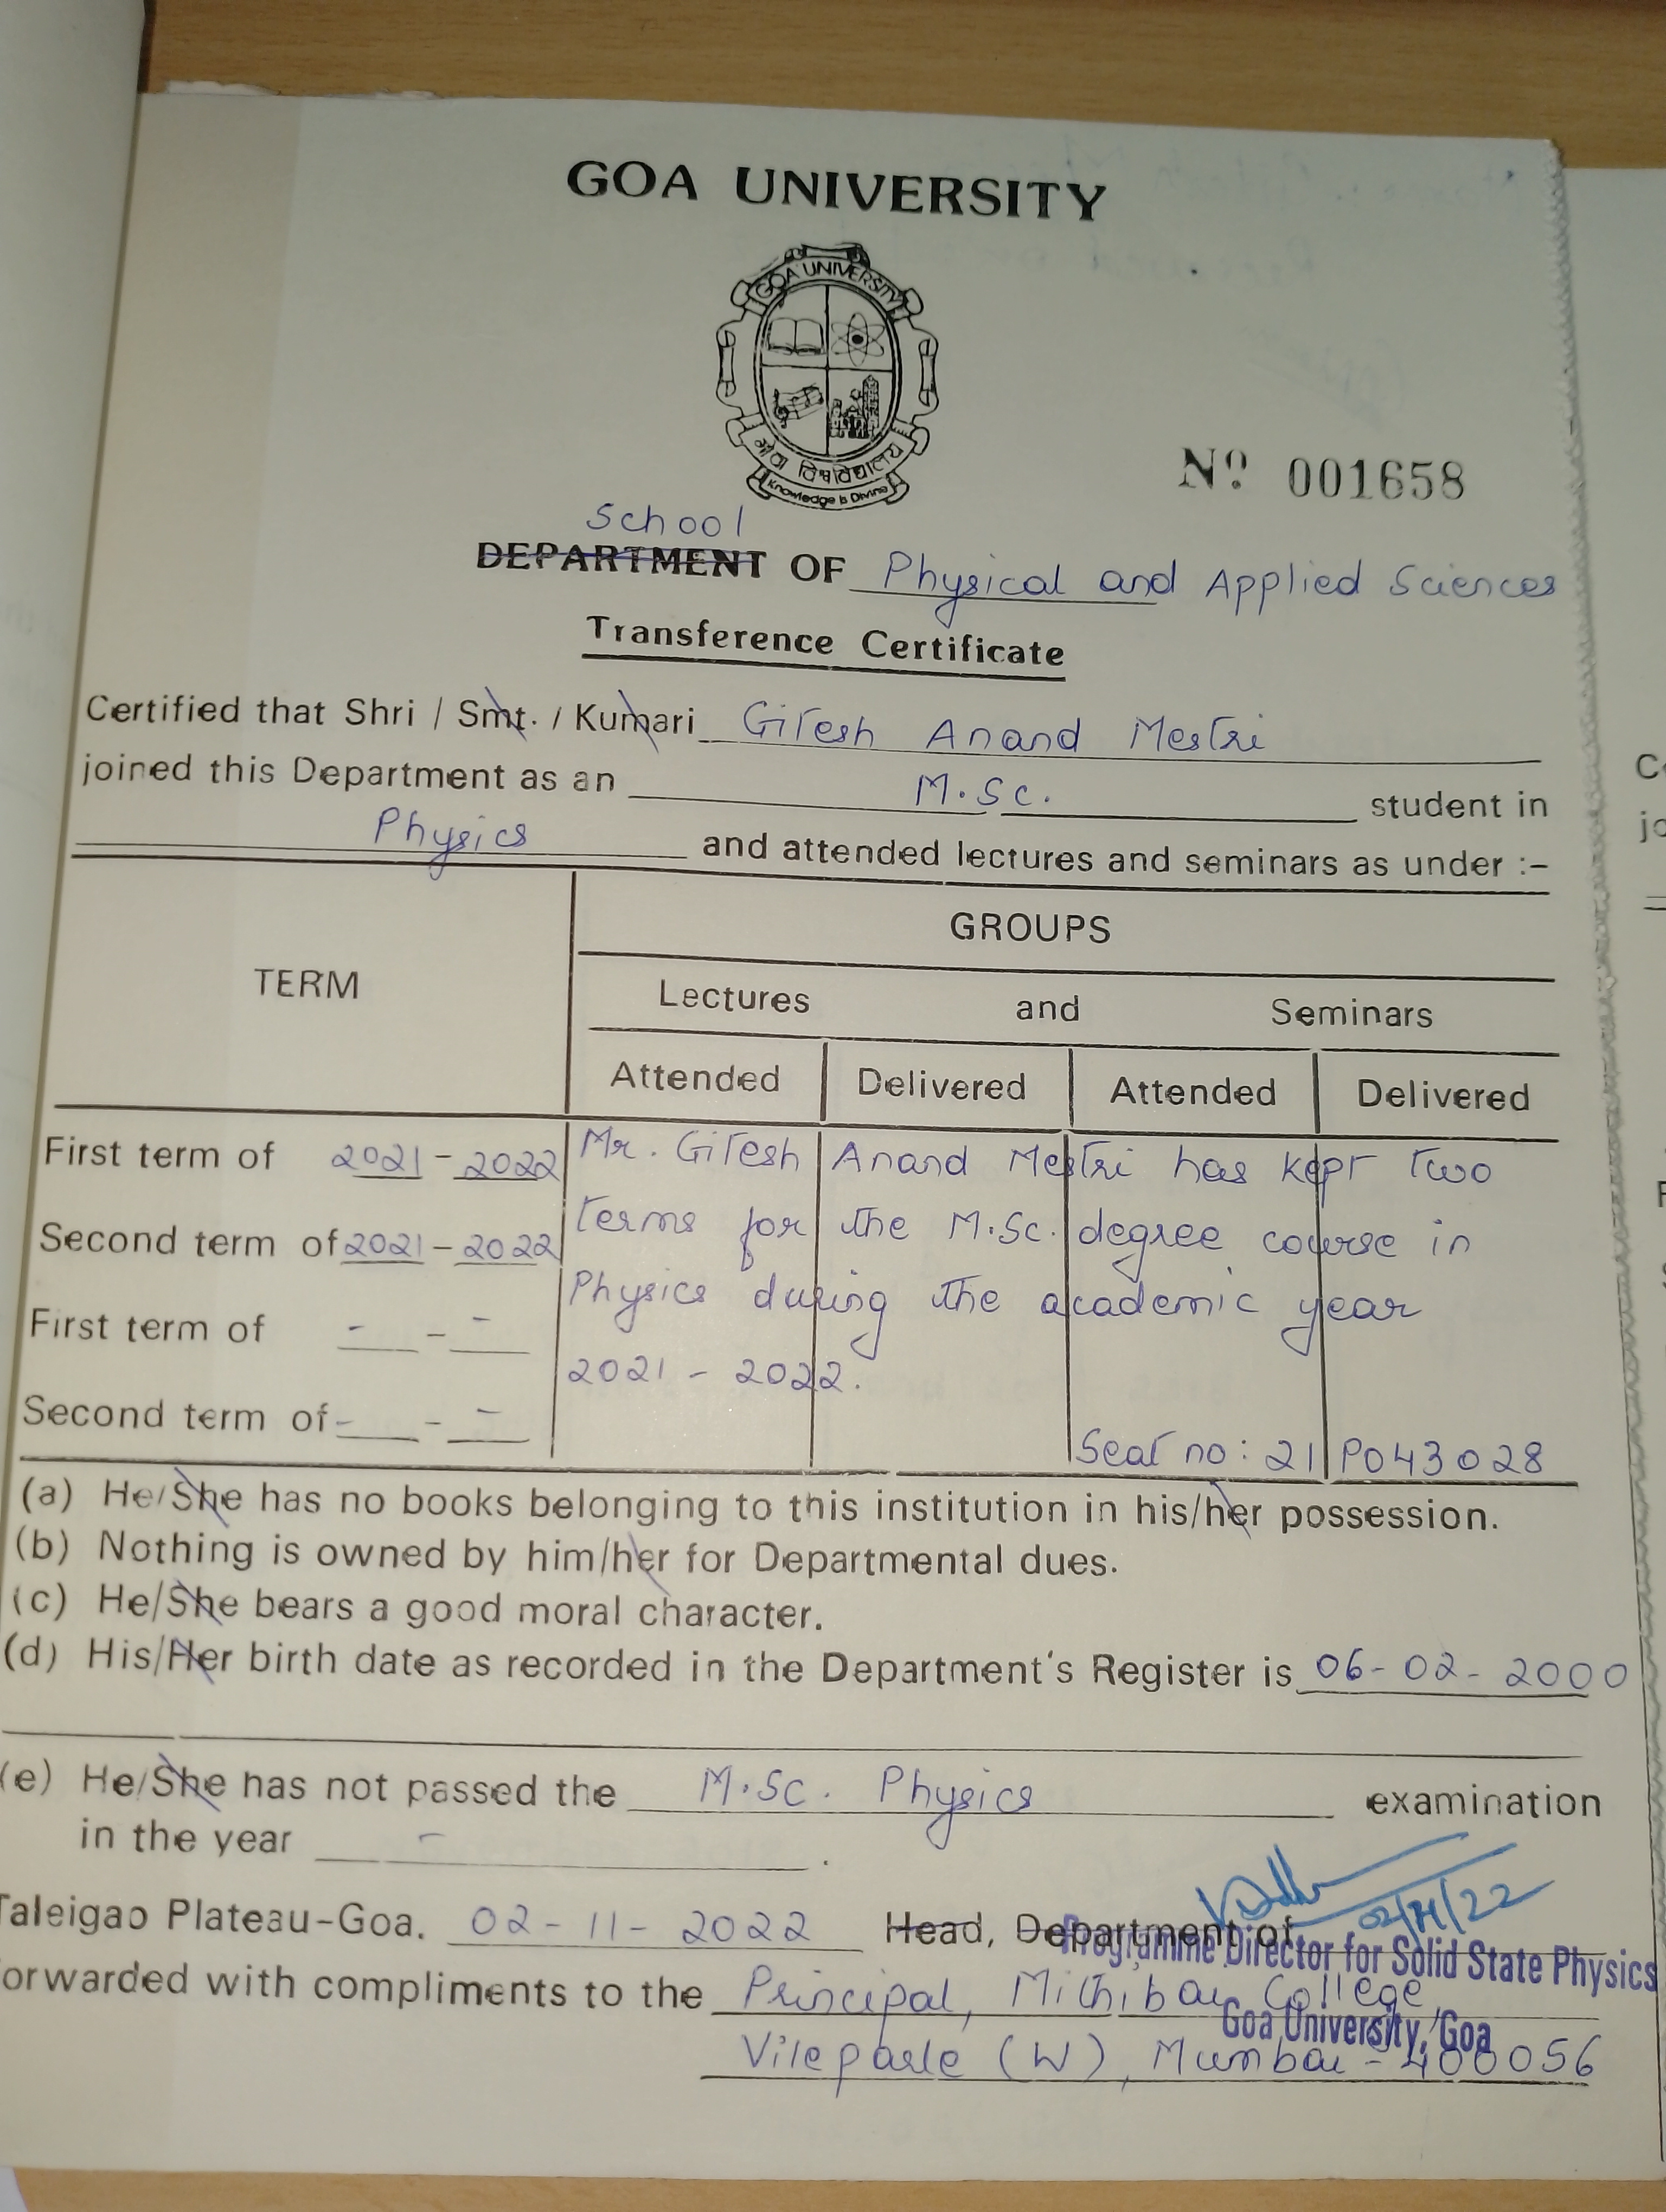 GOA UNIVERSITY
GOA UNIVERSITY
गोंय विश्वविद्यालय
Knowledge is Divine
Nº 001658
School
DEPARTMENT OF Physical and Applied Sciences
Transference Certificate
Certified that Shri / Smt. / Kumari Gitesh Anand Mestri
joined this Department as an M.Sc. student in
Physics and attended lectures and seminars as under :-
GROUPS
TERM
Lectures and Seminars
Attended Delivered Attended Delivered
First term of 2021-2022 Mr. Gitesh Anand Mestri has kept two
Second term of 2021-2022 terms for the M.Sc. degree course in
First term of - - - Physics during the academic year
2021-2022.
Second term of - - -
Seat no: 21P043028
(a) He/She has no books belonging to this institution in his/her possession.
(b) Nothing is owned by him/her for Departmental dues.
(c) He/She bears a good moral character.
(d) His/Her birth date as recorded in the Department's Register is 06-02-2000
(e) He/She has not passed the M.Sc. Physics examination
in the year - .
02/11/22
Taleigao Plateau-Goa. 02-11-2022 Head, Department of
Programme Director for Solid State Physics
orwarded with compliments to the Principal, Mithibai College,
Goa University, Goa
Vileparle (W), Mumbai-400056